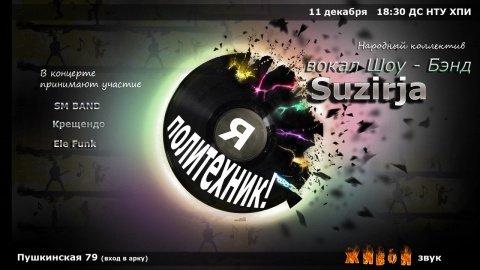 11 декабря 18:30 ДС НТУ ХПИ
Народный коллектив
вокал Шоу - Бэнд
Suzirja
В концерте
принимают участие
SM BAND
Крещендо
Ele Funk
Я
ПОЛИТЕХНИК!
Пушкинская 79 (вход в арку)
живой звук